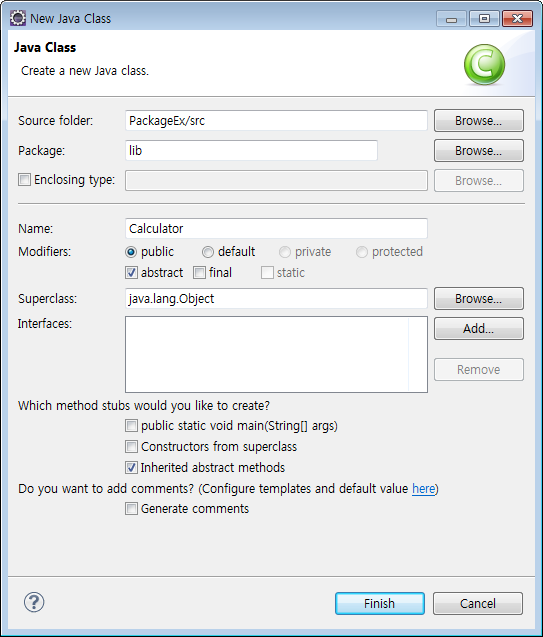 New Java Class
Java Class
Create a new Java class.
Source folder: PackageEx/src Browse...
Package: lib Browse...
Enclosing type: Browse...
Name: Calculator
Modifiers: public default private protected
abstract final static
Superclass: java.lang.Object Browse...
Interfaces: Add...
Remove
Which method stubs would you like to create?
public static void main(String[] args)
Constructors from superclass
Inherited abstract methods
Do you want to add comments? (Configure templates and default value here)
Generate comments
? Finish Cancel